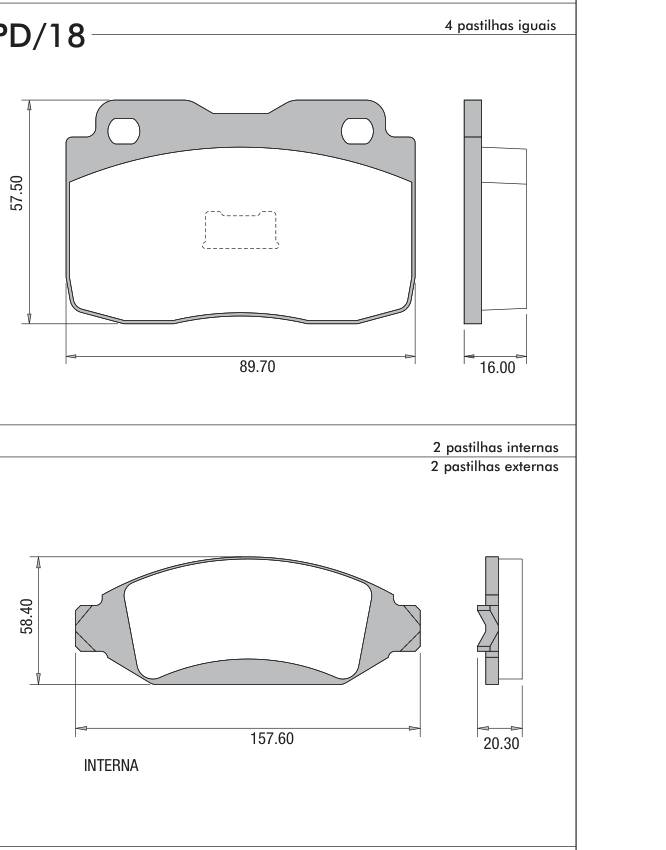 4 pastilhas iguais
PD/18
57.50
89.70
16.00
2 pastilhas internas
2 pastilhas externas
58.40
157.60
20.30
INTERNA